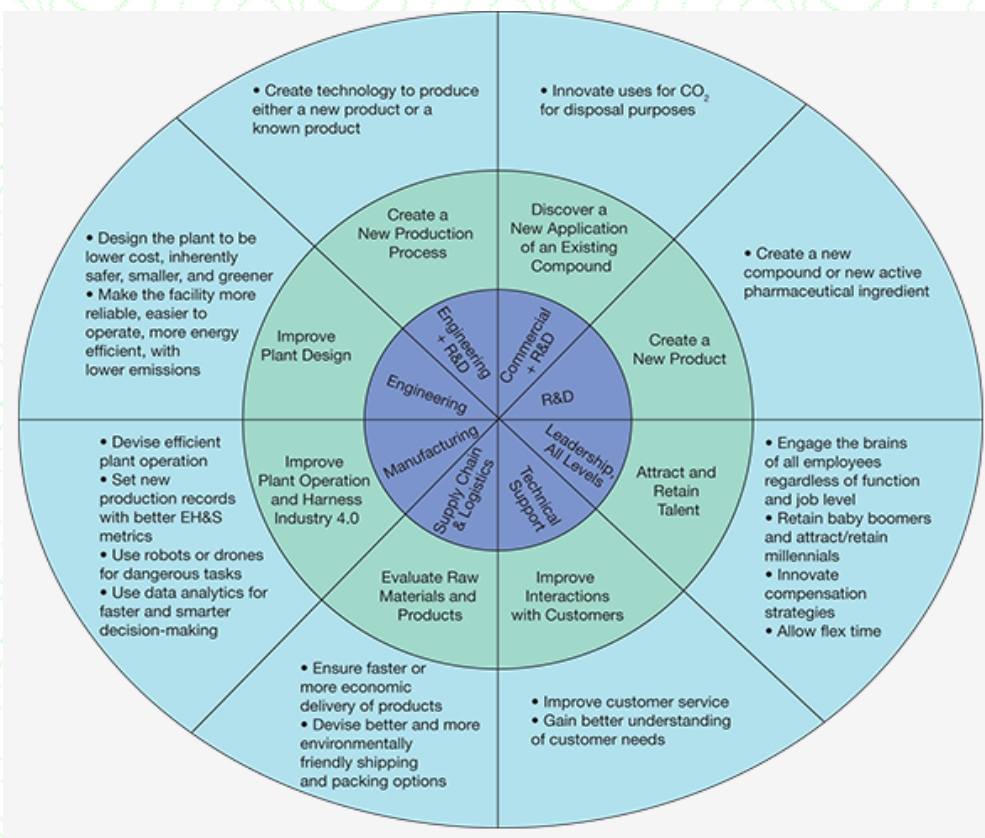 • Create technology to produce
either a new product or a
known product
• Innovate uses for CO₂
for disposal purposes
• Create a new
compound or new active
pharmaceutical ingredient
• Engage the brains
of all employees
regardless of function
and job level
• Retain baby boomers
and attract/retain
millennials
• Innovate
compensation
strategies
• Allow flex time
• Improve customer service
• Gain better understanding
of customer needs
• Ensure faster or
more economic
delivery of products
• Devise better and more
environmentally
friendly shipping
and packing options
• Devise efficient
plant operation
• Set new
production records
with better EH&S
metrics
• Use robots or drones
for dangerous tasks
• Use data analytics for
faster and smarter
decision-making
• Design the plant to be
lower cost, inherently
safer, smaller, and greener
• Make the facility more
reliable, easier to
operate, more energy
efficient, with
lower emissions
Create a
New Production
Process
Discover a
New Application
of an Existing
Compound
Create a
New Product
Attract and
Retain
Talent
Improve
Interactions
with Customers
Evaluate Raw
Materials and
Products
Improve
Plant Operation
and Harness
Industry 4.0
Improve
Plant Design
Engineering
+ R&D
Commercial
+ R&D
R&D
Leadership,
All Levels
Technical
Support
Supply Chain
& Logistics
Manufacturing
Engineering